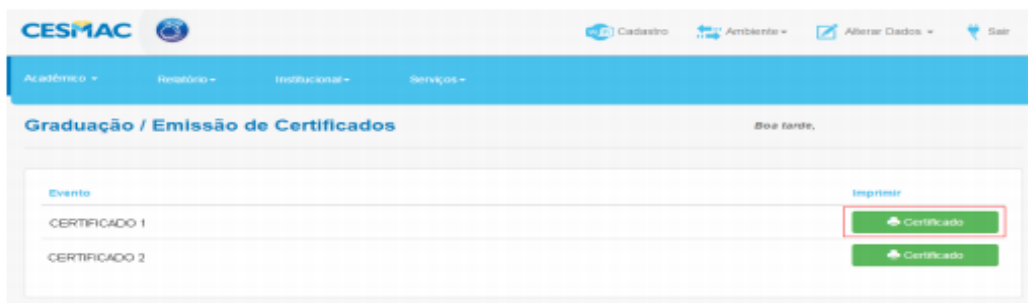 CESMAC Cadastro Ambiente Alterar Dados Sair
Acadêmico Relatório Institucional Serviços
Graduação / Emissão de Certificados Boa tarde,
Evento Imprimir
CERTIFICADO 1 Certificado
CERTIFICADO 2 Certificado